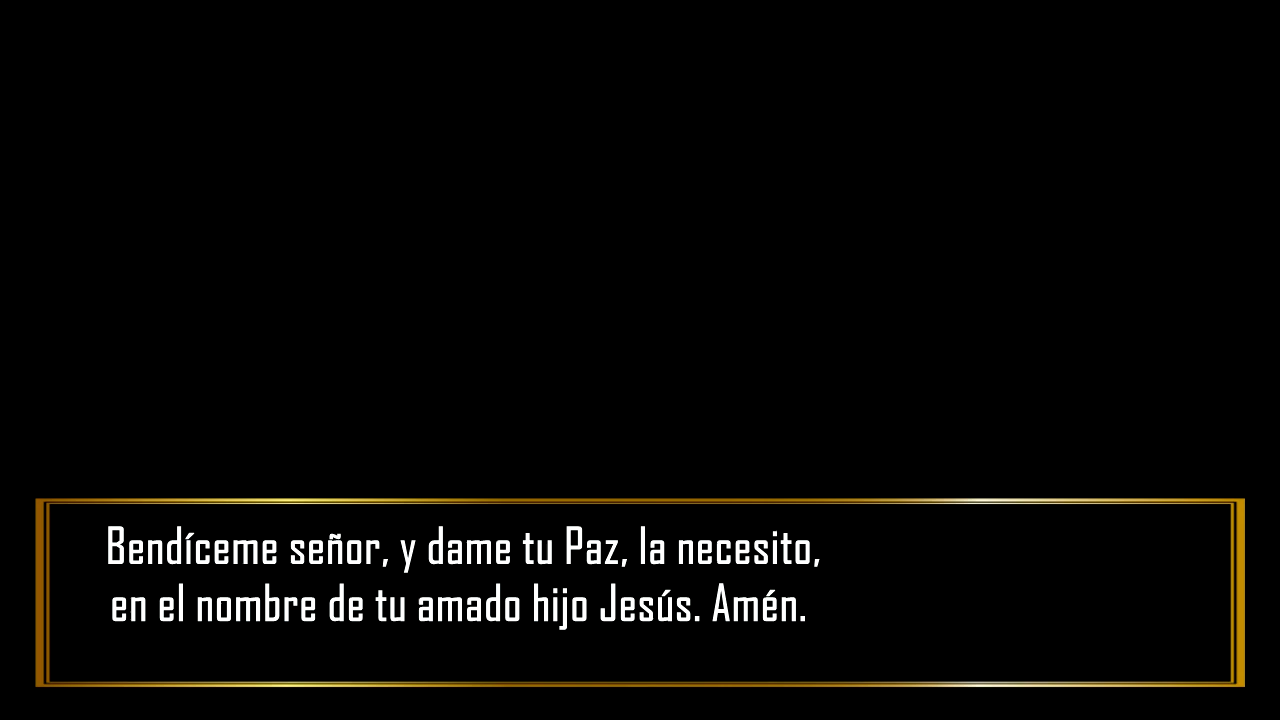 Bendíceme señor, y dame tu Paz, la necesito,
en el nombre de tu amado hijo Jesús. Amén.